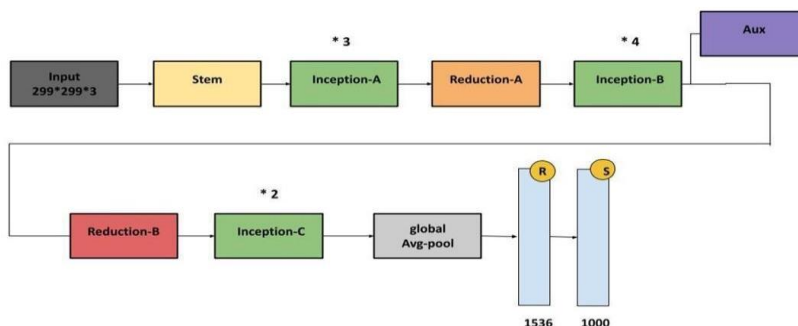 Aux
* 3
* 4
Input
299*299*3
Stem
Inception-A
Reduction-A
Inception-B
* 2
R
S
Reduction-B
Inception-C
global
Avg-pool
1536
1000